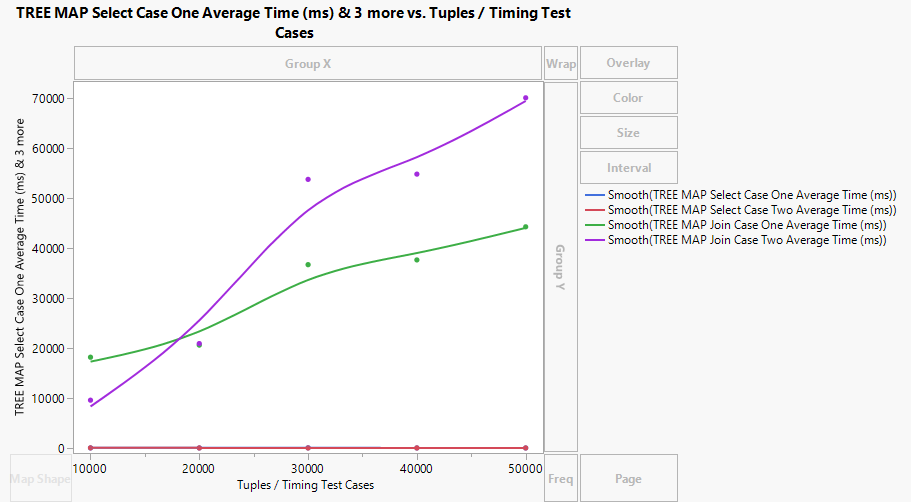 TREE MAP Select Case One Average Time (ms) & 3 more vs. Tuples / Timing Test
Cases
Group X
Wrap
Overlay
Color
Size
Interval
Smooth(TREE MAP Select Case One Average Time (ms))
Smooth(TREE MAP Select Case Two Average Time (ms))
Smooth(TREE MAP Join Case One Average Time (ms))
Smooth(TREE MAP Join Case Two Average Time (ms))
Group Y
TREE MAP Select Case One Average Time (ms) & 3 more
70000
60000
50000
40000
30000
20000
10000
0
10000
20000
30000
40000
50000
Tuples / Timing Test Cases
Map Shape
Freq
Page